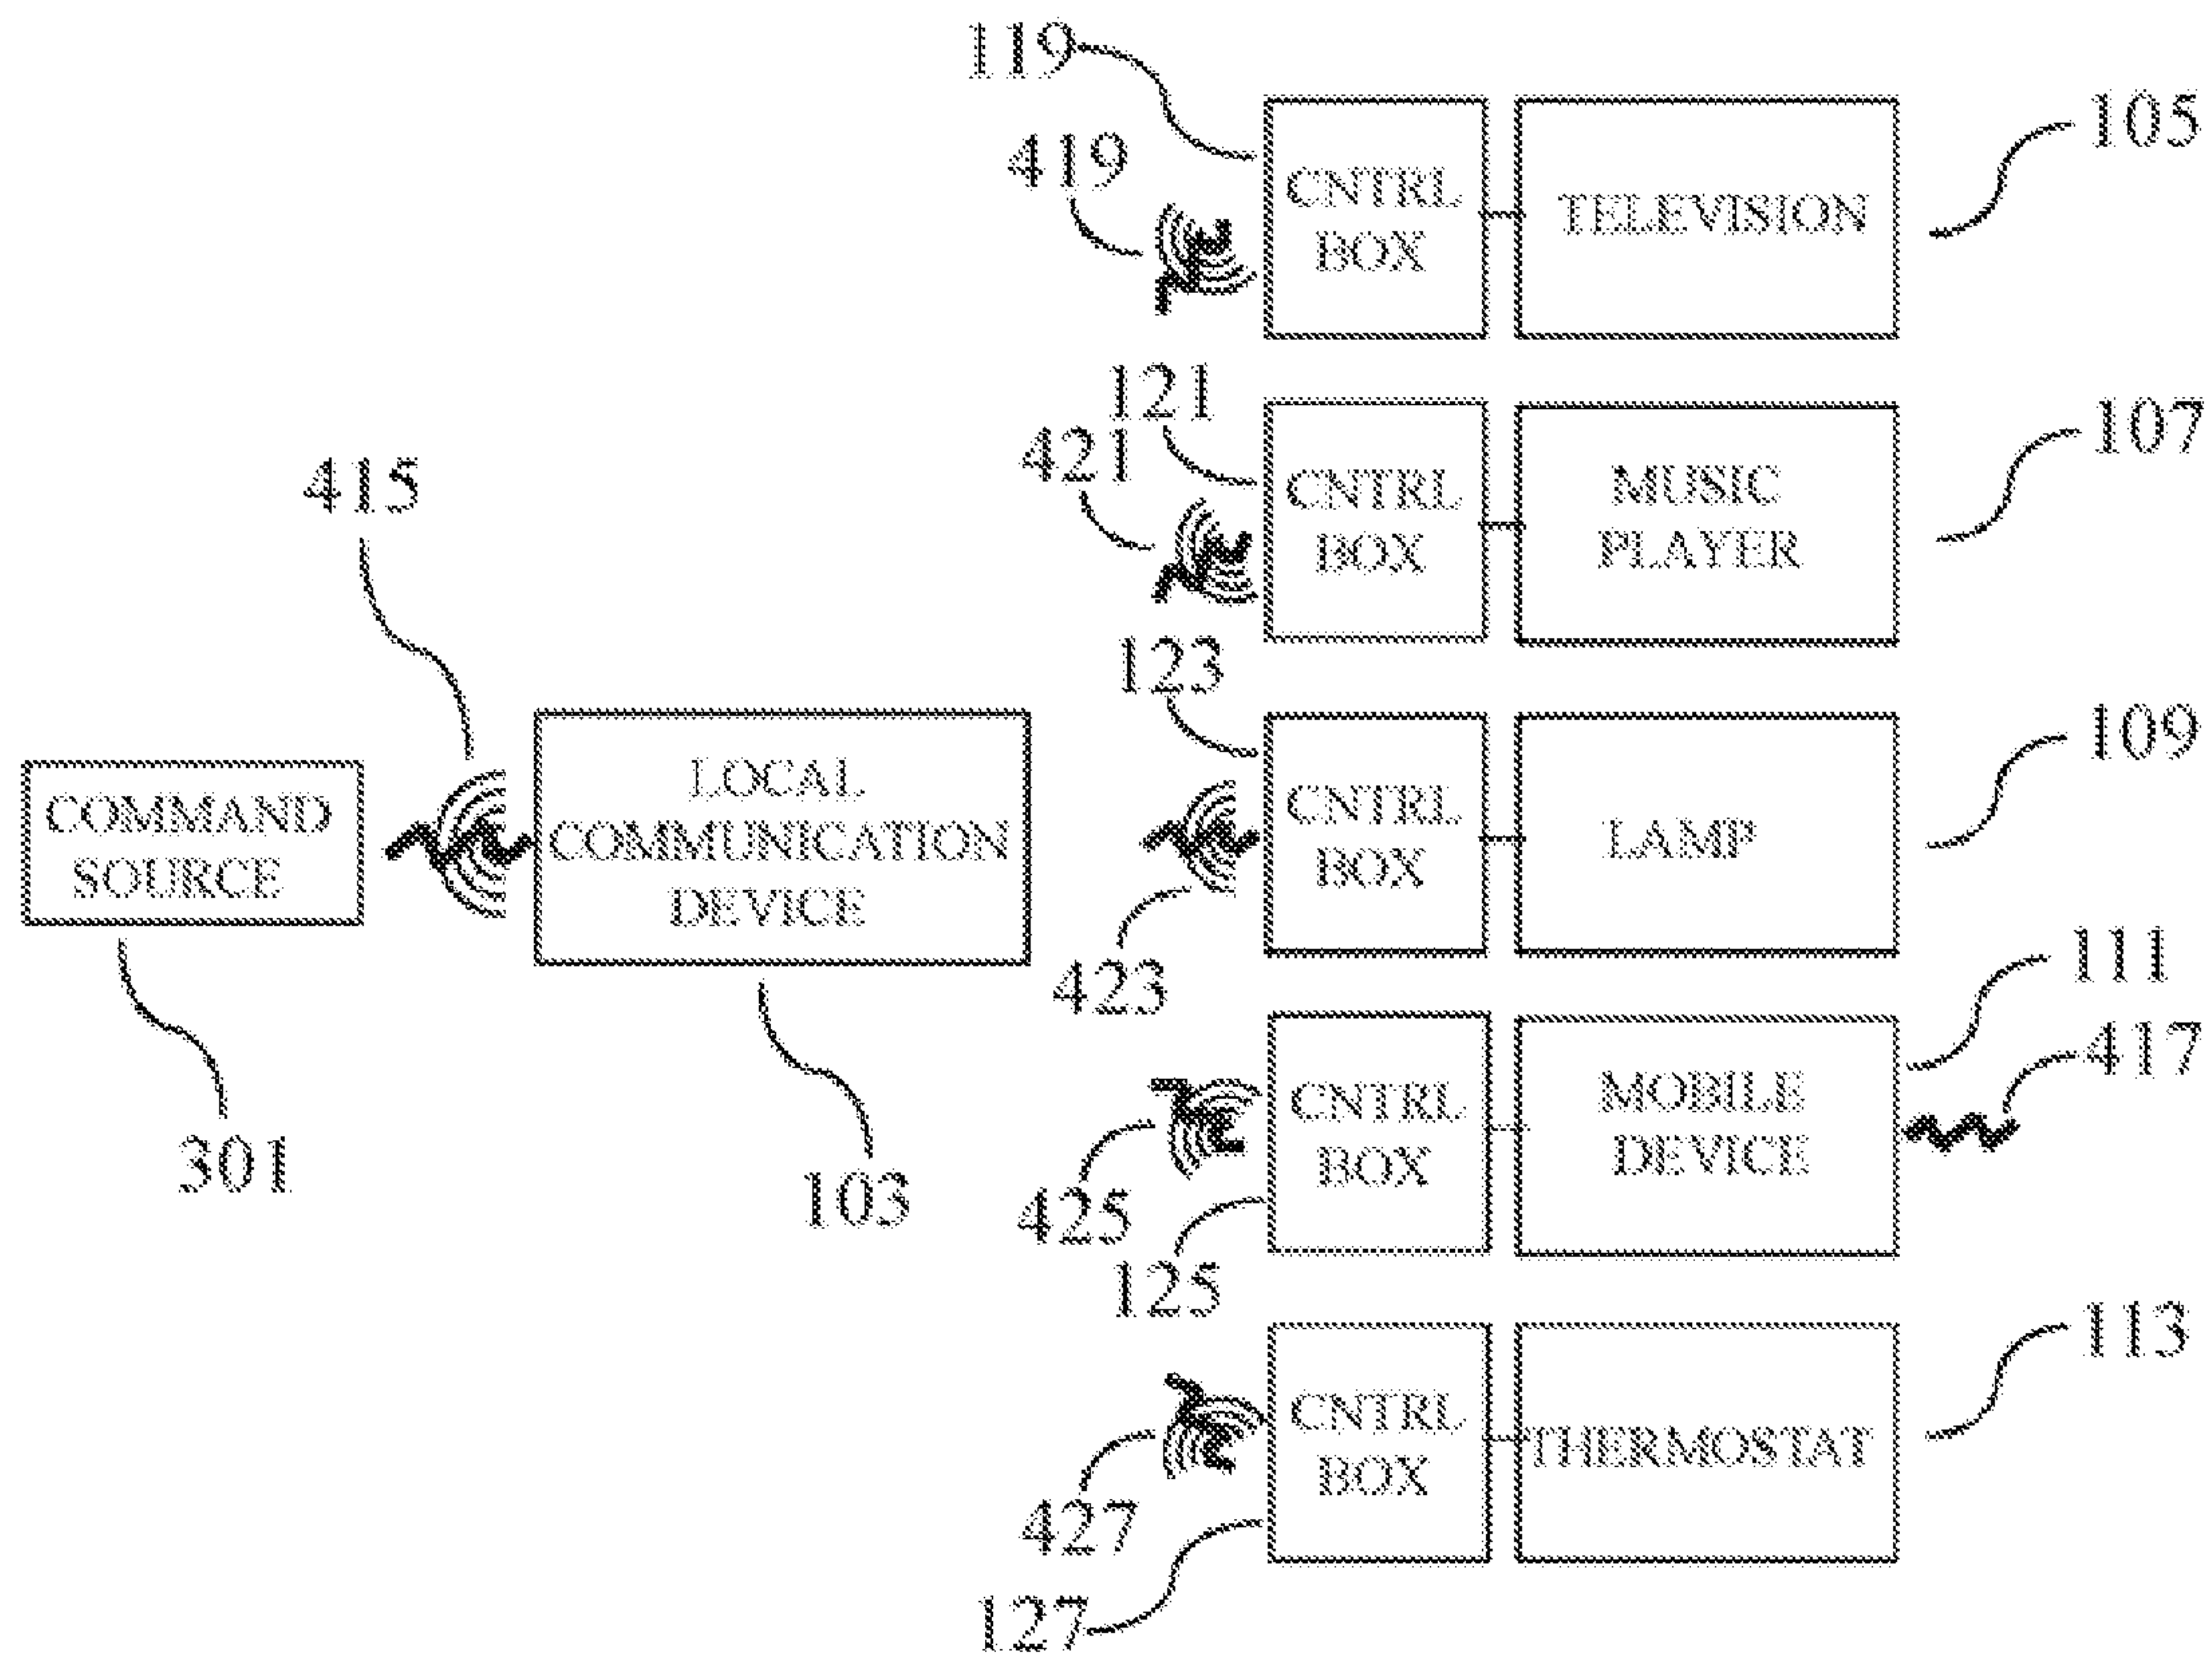 119
419
CNTRL
BOX
TELEVISION
105
121
421
CNTRL
BOX
MUSIC
PLAYER
107
415
123
423
CNTRL
BOX
LAMP
109
COMMAND
SOURCE
301
LOCAL
COMMUNICATION
DEVICE
103
425
125
CNTRL
BOX
MOBILE
DEVICE
111
417
427
127
CNTRL
BOX
THERMOSTAT
113